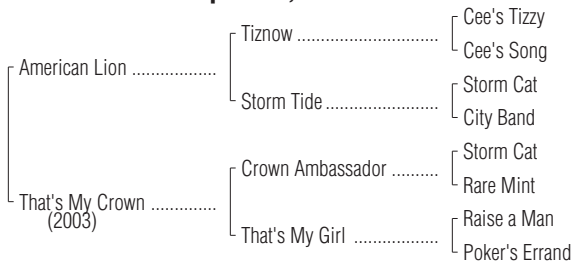 Cee's Tizzy
Tiznow ................................
Cee's Song
American Lion ..................
Storm Cat
Storm Tide .........................
City Band
Storm Cat
Crown Ambassador ..........
Rare Mint
That's My Crown ..............
(2003)
Raise a Man
That's My Girl ...................
Poker's Errand